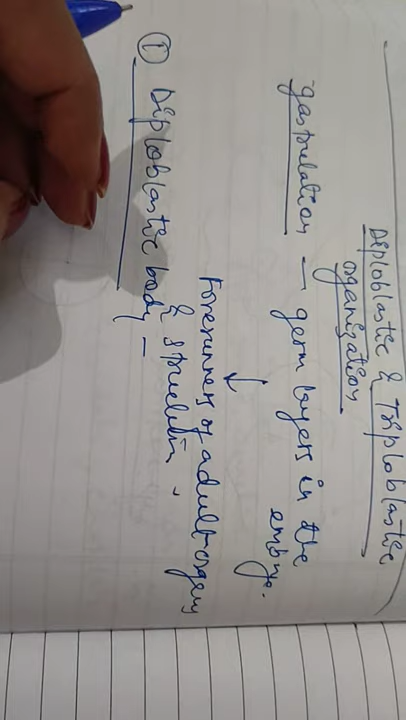 Diploblastic & Triploblastic
organization
gastrulation — germ layers in the
embryo.
↓
Forerunners of adult organs
& structures.
① Diploblastic body —